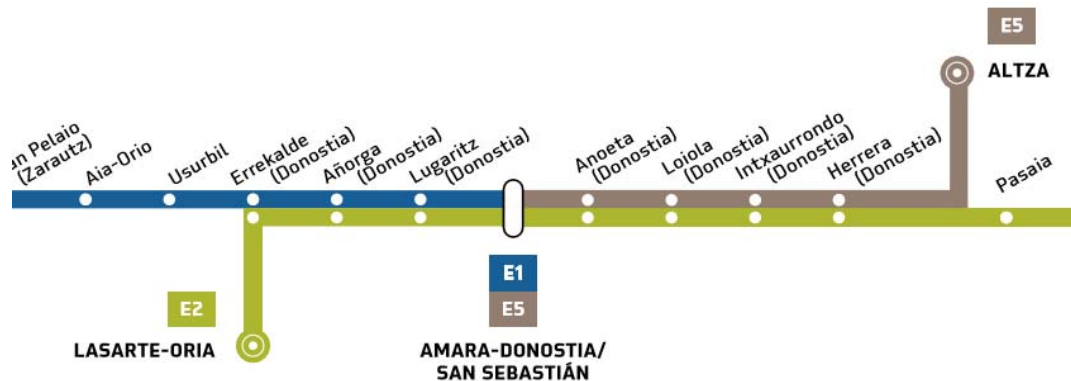 E5
ALTZA
Pelaio
(Zarautz)
Aia-Orio
Usurbil
Errekalde
(Donostia)
Añorga
(Donostia)
Lugaritz
(Donostia)
Anoeta
(Donostia)
Loiola
(Donostia)
Intxaurrondo
(Donostia)
Herrera
(Donostia)
Pasaia
E2
LASARTE-ORIA
E1
E5
AMARA-DONOSTIA/
SAN SEBASTIÁN